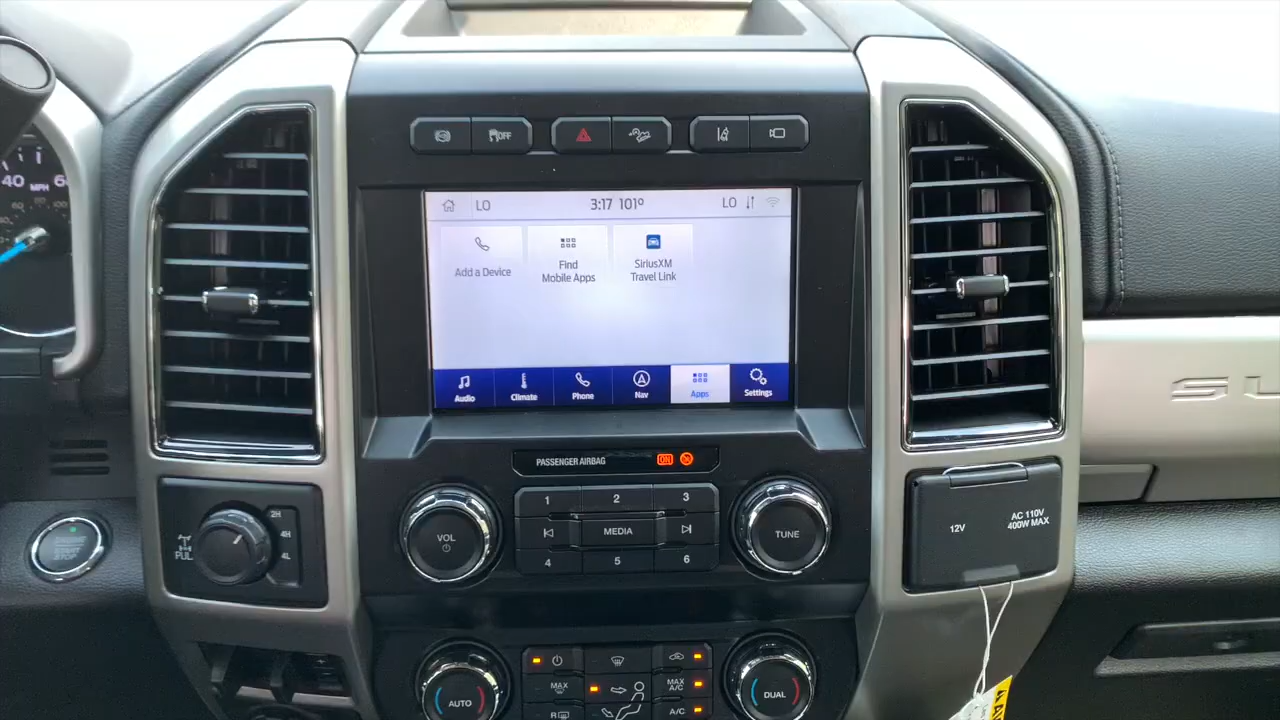 OFF
40
MPH
LO
3:17 101°
LO
Add a Device
Find
Mobile Apps
SiriusXM
Travel Link
Audio
Climate
Phone
Nav
Apps
Settings
PASSENGER AIRBAG
ON
1 2 3
MEDIA
4 5 6
VOL
TUNE
2H
4H
4L
PUL
12V
AC 110V
400W MAX
AUTO
MAX
R
MAX
A/C
A/C
DUAL